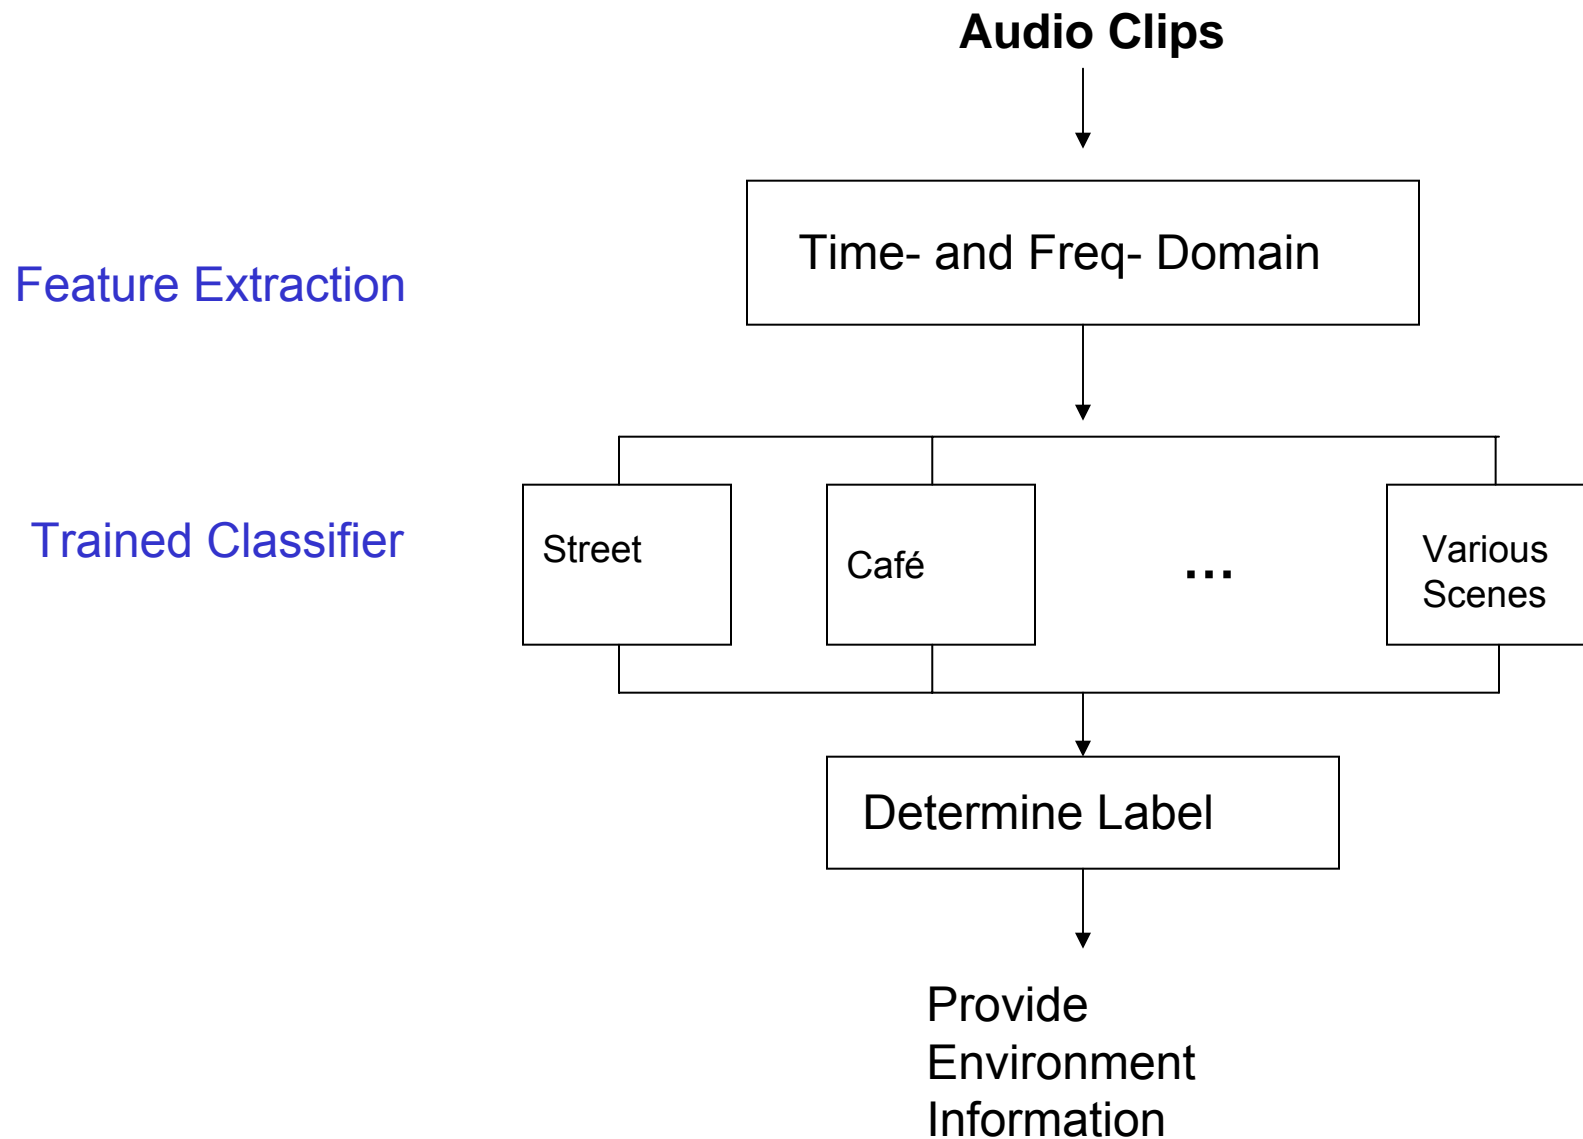 Audio Clips
Time- and Freq- Domain
Feature Extraction
Trained Classifier
Street
Café
...
Various
Scenes
Determine Label
Provide
Environment
Information